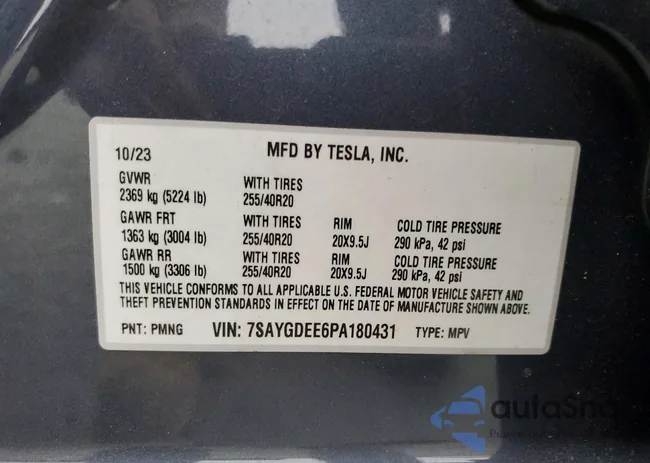 10/23 MFD BY TESLA, INC.
GVWR WITH TIRES
2369 kg (5224 lb) 255/40R20
GAWR FRT WITH TIRES RIM COLD TIRE PRESSURE
1363 kg (3004 lb) 255/40R20 20X9.5J 290 kPa, 42 psi
GAWR RR WITH TIRES RIM COLD TIRE PRESSURE
1500 kg (3306 lb) 255/40R20 20X9.5J 290 kPa, 42 psi
THIS VEHICLE CONFORMS TO ALL APPLICABLE U.S. FEDERAL MOTOR VEHICLE SAFETY AND
THEFT PREVENTION STANDARDS IN EFFECT ON THE DATE OF MANUFACTURE SHOWN ABOVE.
PNT: PMNG VIN: 7SAYGDEE6PA180431 TYPE: MPV